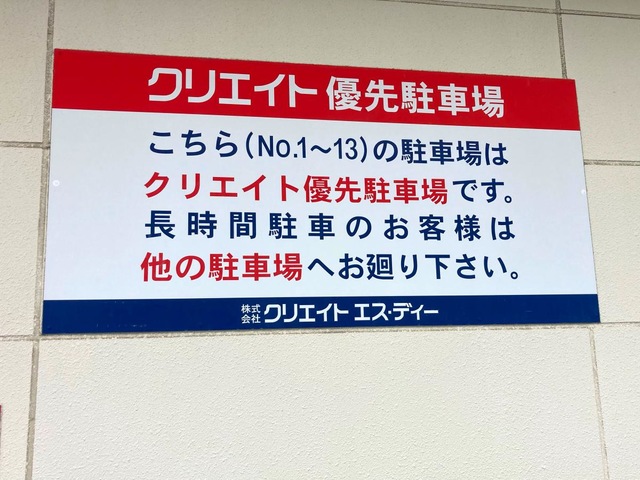 クリエイト 優先駐車場
こちら(No.1～13)の駐車場は
クリエイト優先駐車場です。
長時間駐車のお客様は
他の駐車場へお廻り下さい。
株式会社 クリエイト エス・ディー